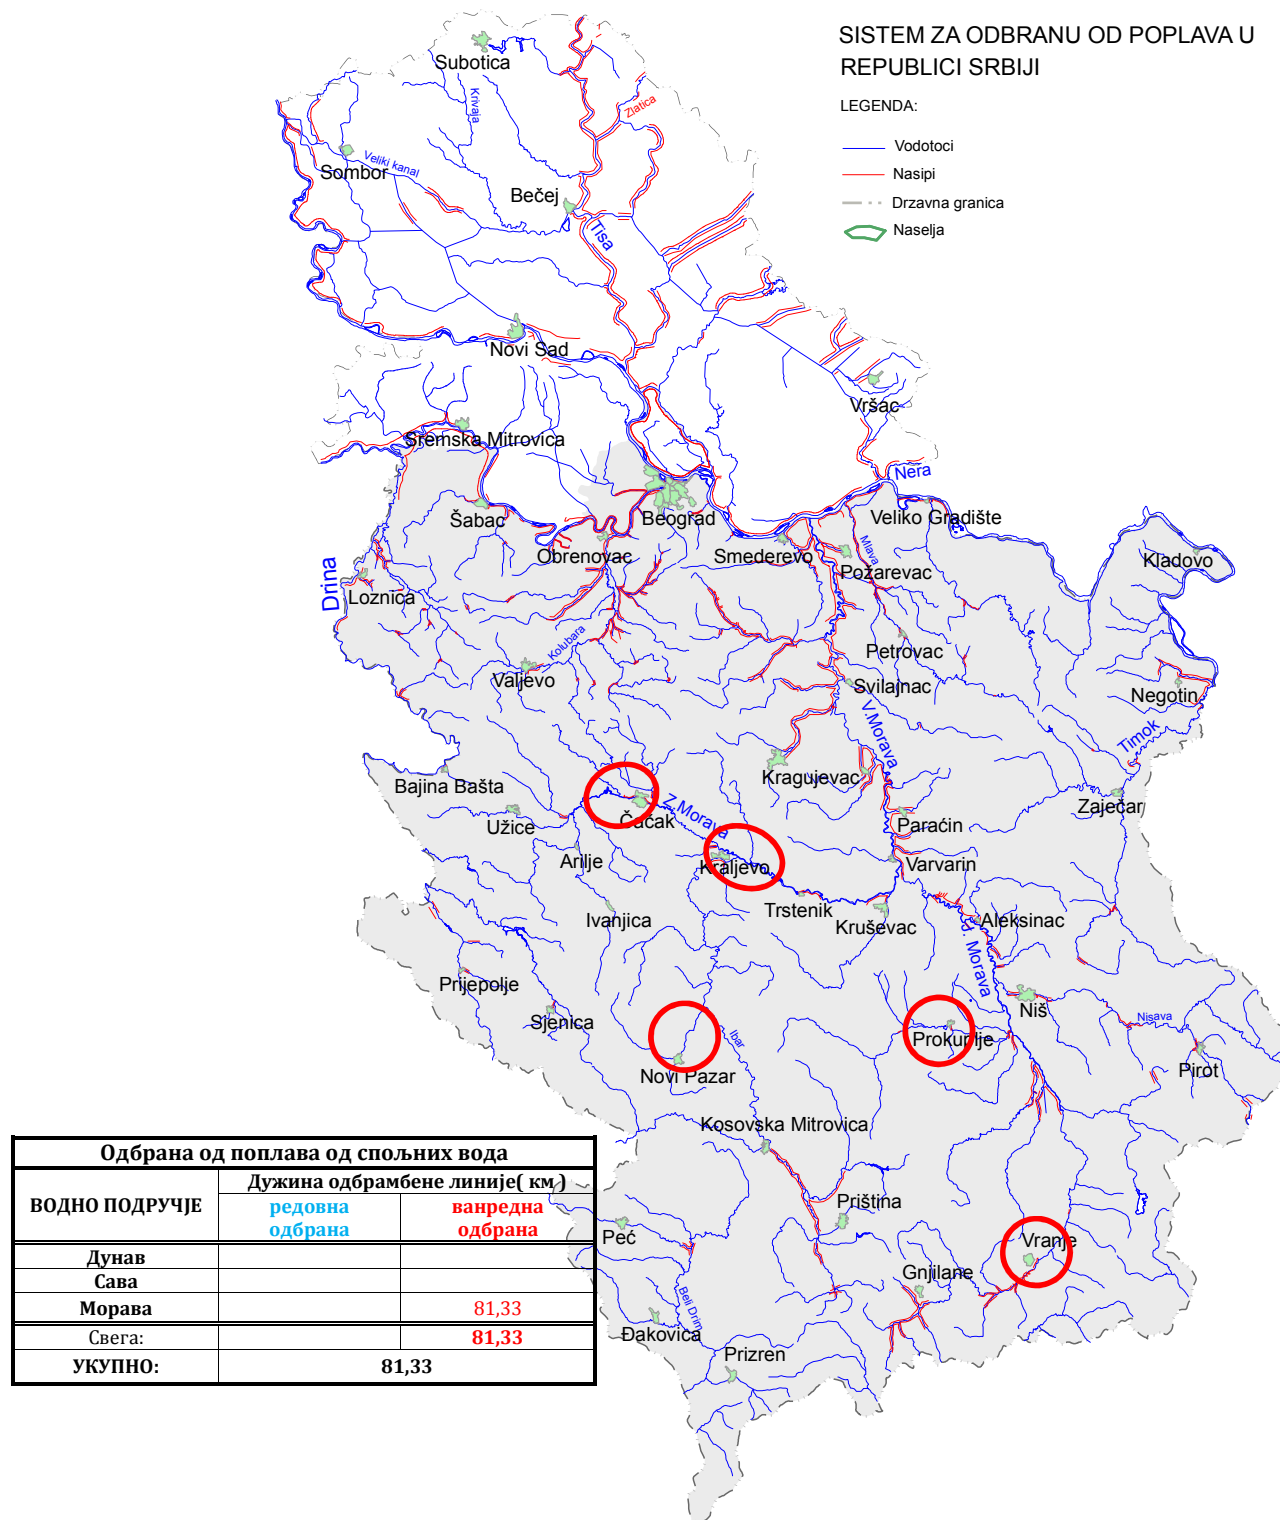 SISTEM ZA ODBRANU OD POPLAVA U
REPUBLICI SRBIJI
LEGENDA:
Vodotoci
Nasipi
Drzavna granica
Naselja
Subotica
Krivaja
Zlatica
Sombor
Veliki kanal
Bečej
Tisa
Novi Sad
Vršac
Sremska Mitrovica
Nera
Šabac
Beograd
Veliko Gradište
Obrenovac
Smederevo
Mlava
Požarevac
Kladovo
Drina
Loznica
Kolubara
Petrovac
Valjevo
Svilajnac
Negotin
V.Morava
Timok
Bajina Bašta
Kragujevac
Zaječar
Užice
Čačak
Z.Morava
Paraćin
Arilje
Kraljevo
Varvarin
Trstenik
Ivanjica
Kruševac
Aleksinac
J. Morava
Prijepolje
Sjenica
Niš
Nisava
Ibar
Prokuplje
Pirot
Novi Pazar
Kosovska Mitrovica
Priština
Peć
Vranje
Gnjilane
Beli Drim
Đakovica
Prizren
Одбрана од поплава од спољних вода
ВОДНО ПОДРУЧЈЕ
Дужина одбрамбене линије( км )
редовна
одбрана
ванредна
одбрана
Дунав
Сава
Морава 81,33
Свега: 81,33
УКУПНО: 81,33